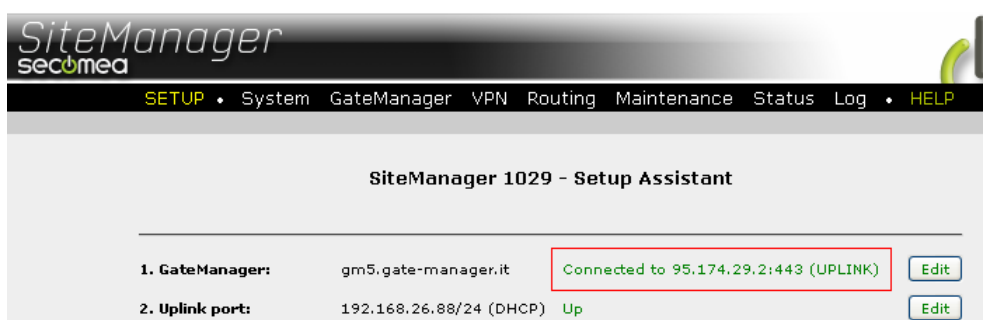 SiteManager
secomea
SETUP • System GateManager VPN Routing Maintenance Status Log • HELP
SiteManager 1029 - Setup Assistant
1. GateManager: gm5.gate-manager.it Connected to 95.174.29.2:443 (UPLINK) Edit
2. Uplink port: 192.168.26.88/24 (DHCP) Up Edit